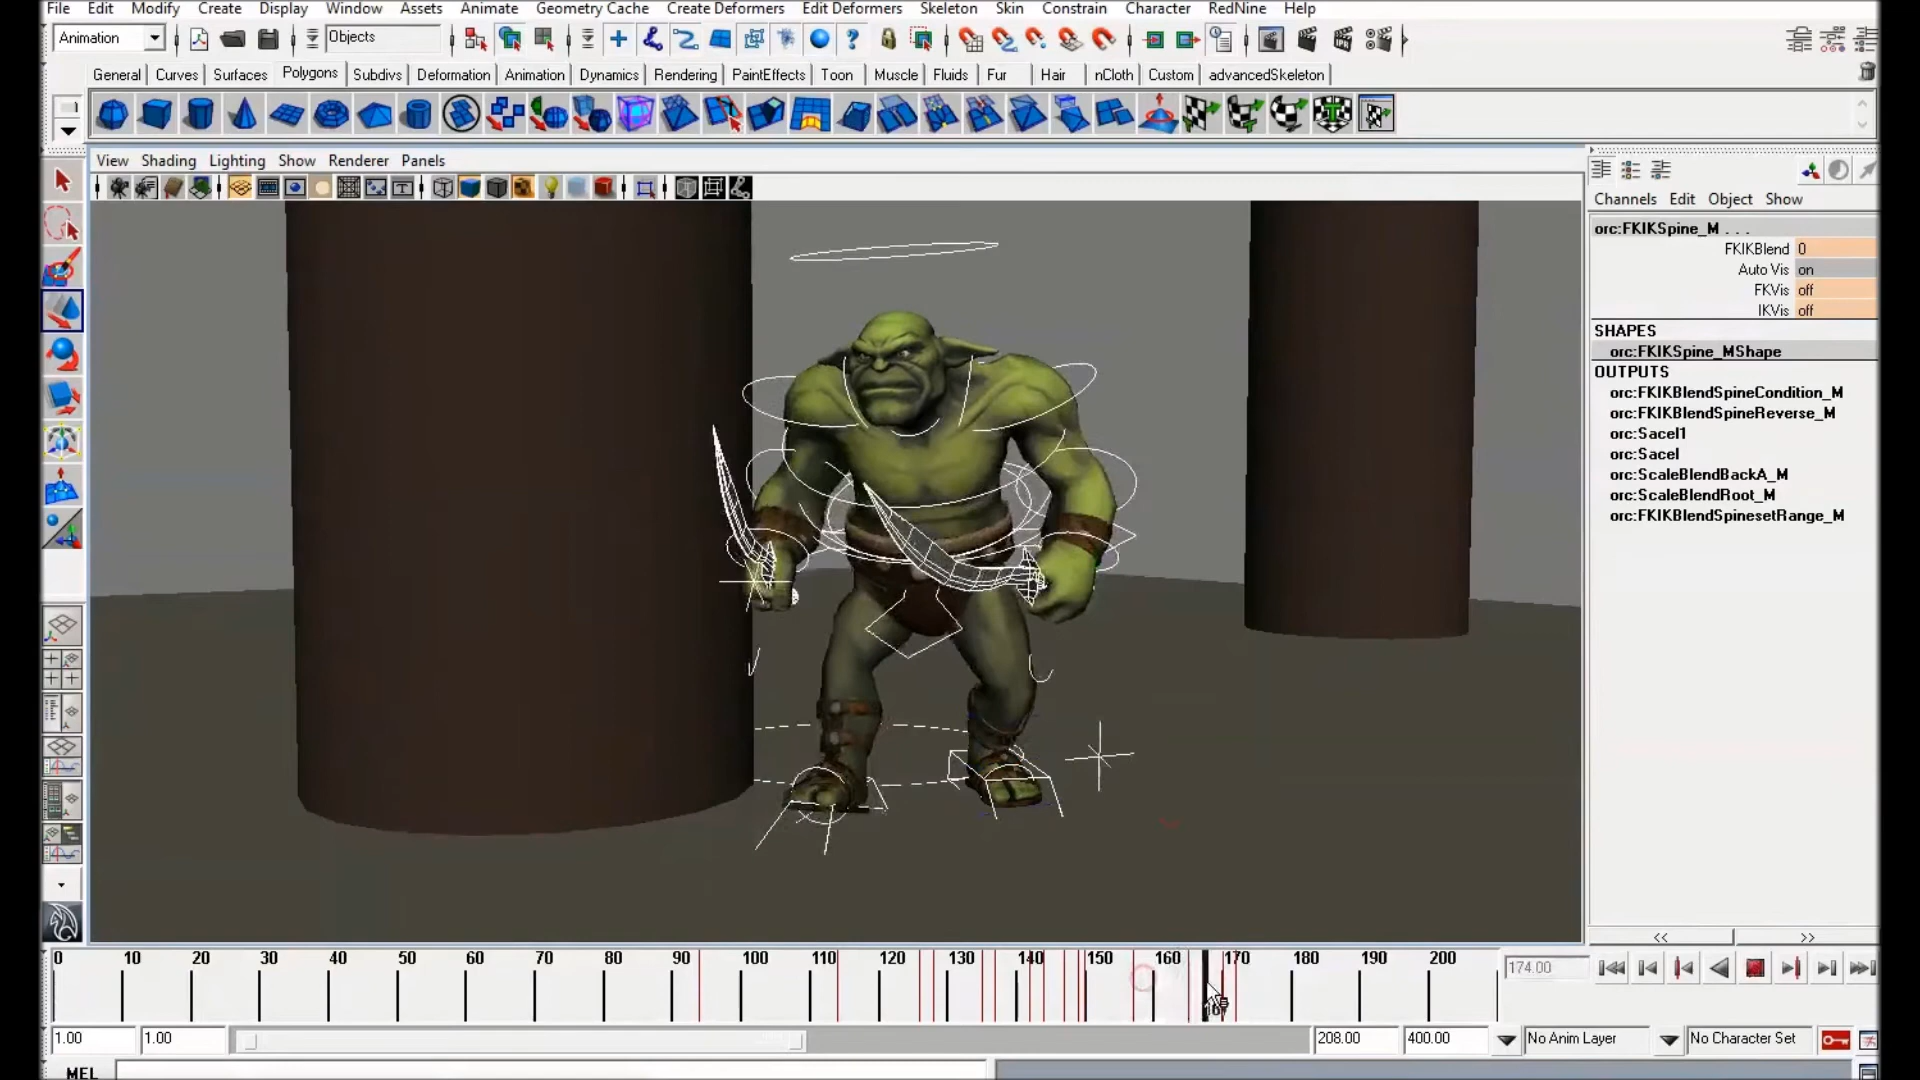 File Edit Modify Create Display Window Assets Animate Geometry Cache Create Deformers Edit Deformers Skeleton Skin Constrain Character RedNine Help
Animation Objects
General Curves Surfaces Polygons Subdivs Deformation Animation Dynamics Rendering PaintEffects Toon Muscle Fluids Fur Hair nCloth Custom advancedSkeleton
View Shading Lighting Show Renderer Panels
Channels Edit Object Show
orc:FKIKSpine_M . . .
FKIKBlend 0
Auto Vis on
FKVis off
IKVis off
SHAPES
orc:FKIKSpine_MShape
OUTPUTS
orc:FKIKBlendSpineCondition_M
orc:FKIKBlendSpineReverse_M
orc:Sacel1
orc:Sacel
orc:ScaleBlendBackA_M
orc:ScaleBlendRoot_M
orc:FKIKBlendSpinesetRange_M
<< >>
0 10 20 30 40 50 60 70 80 90 100 110 120 130 140 150 160 170 180 190 200
174.00
1.00 1.00 208.00 400.00 No Anim Layer No Character Set
MEL